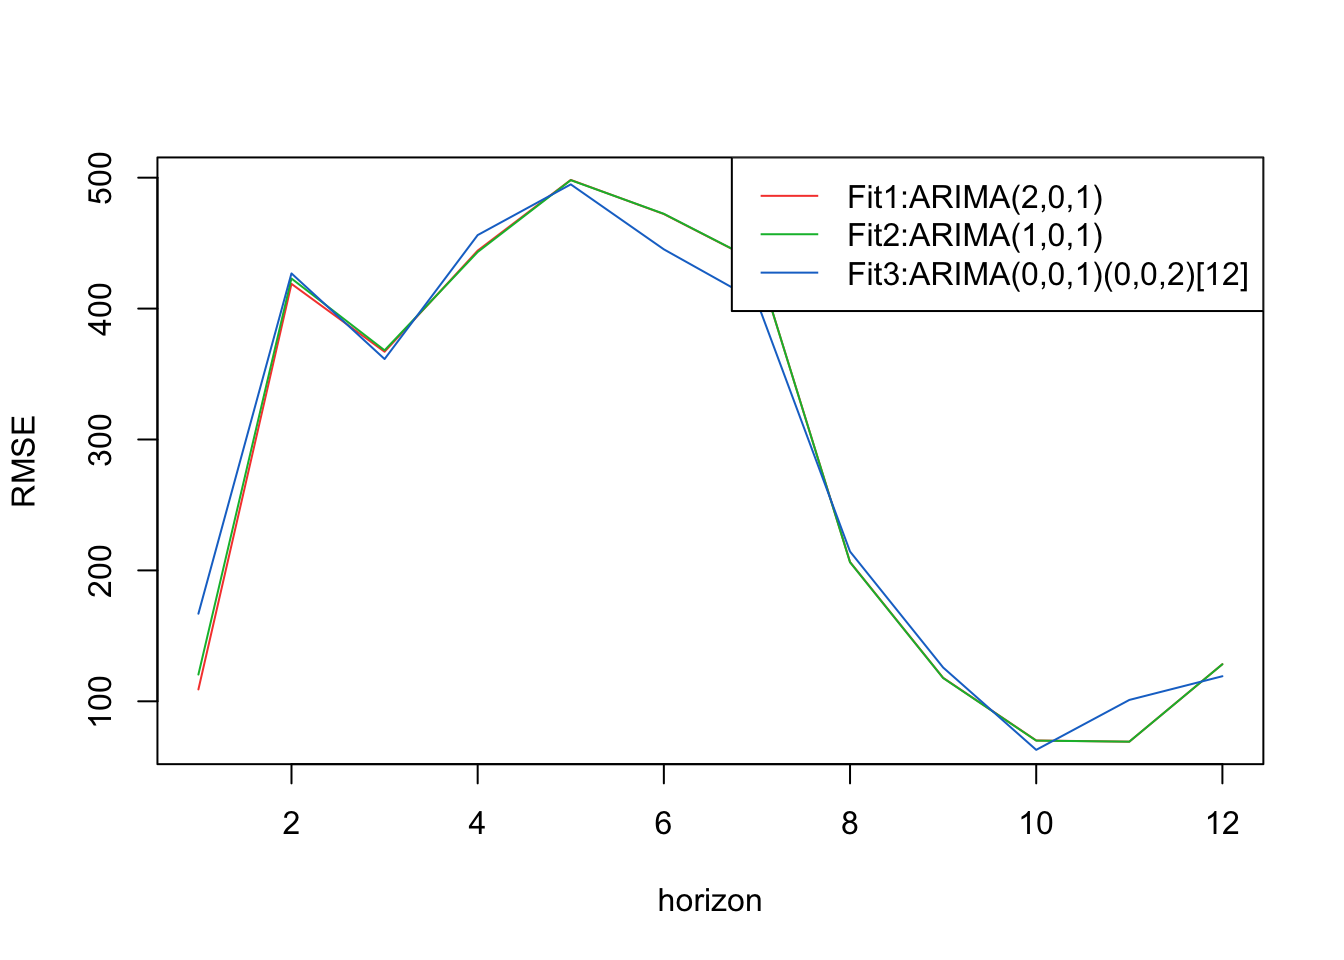 Fit1:ARIMA(2,0,1)
Fit2:ARIMA(1,0,1)
Fit3:ARIMA(0,0,1)(0,0,2)[12]
RMSE
500
400
300
200
100
2 4 6 8 10 12
horizon